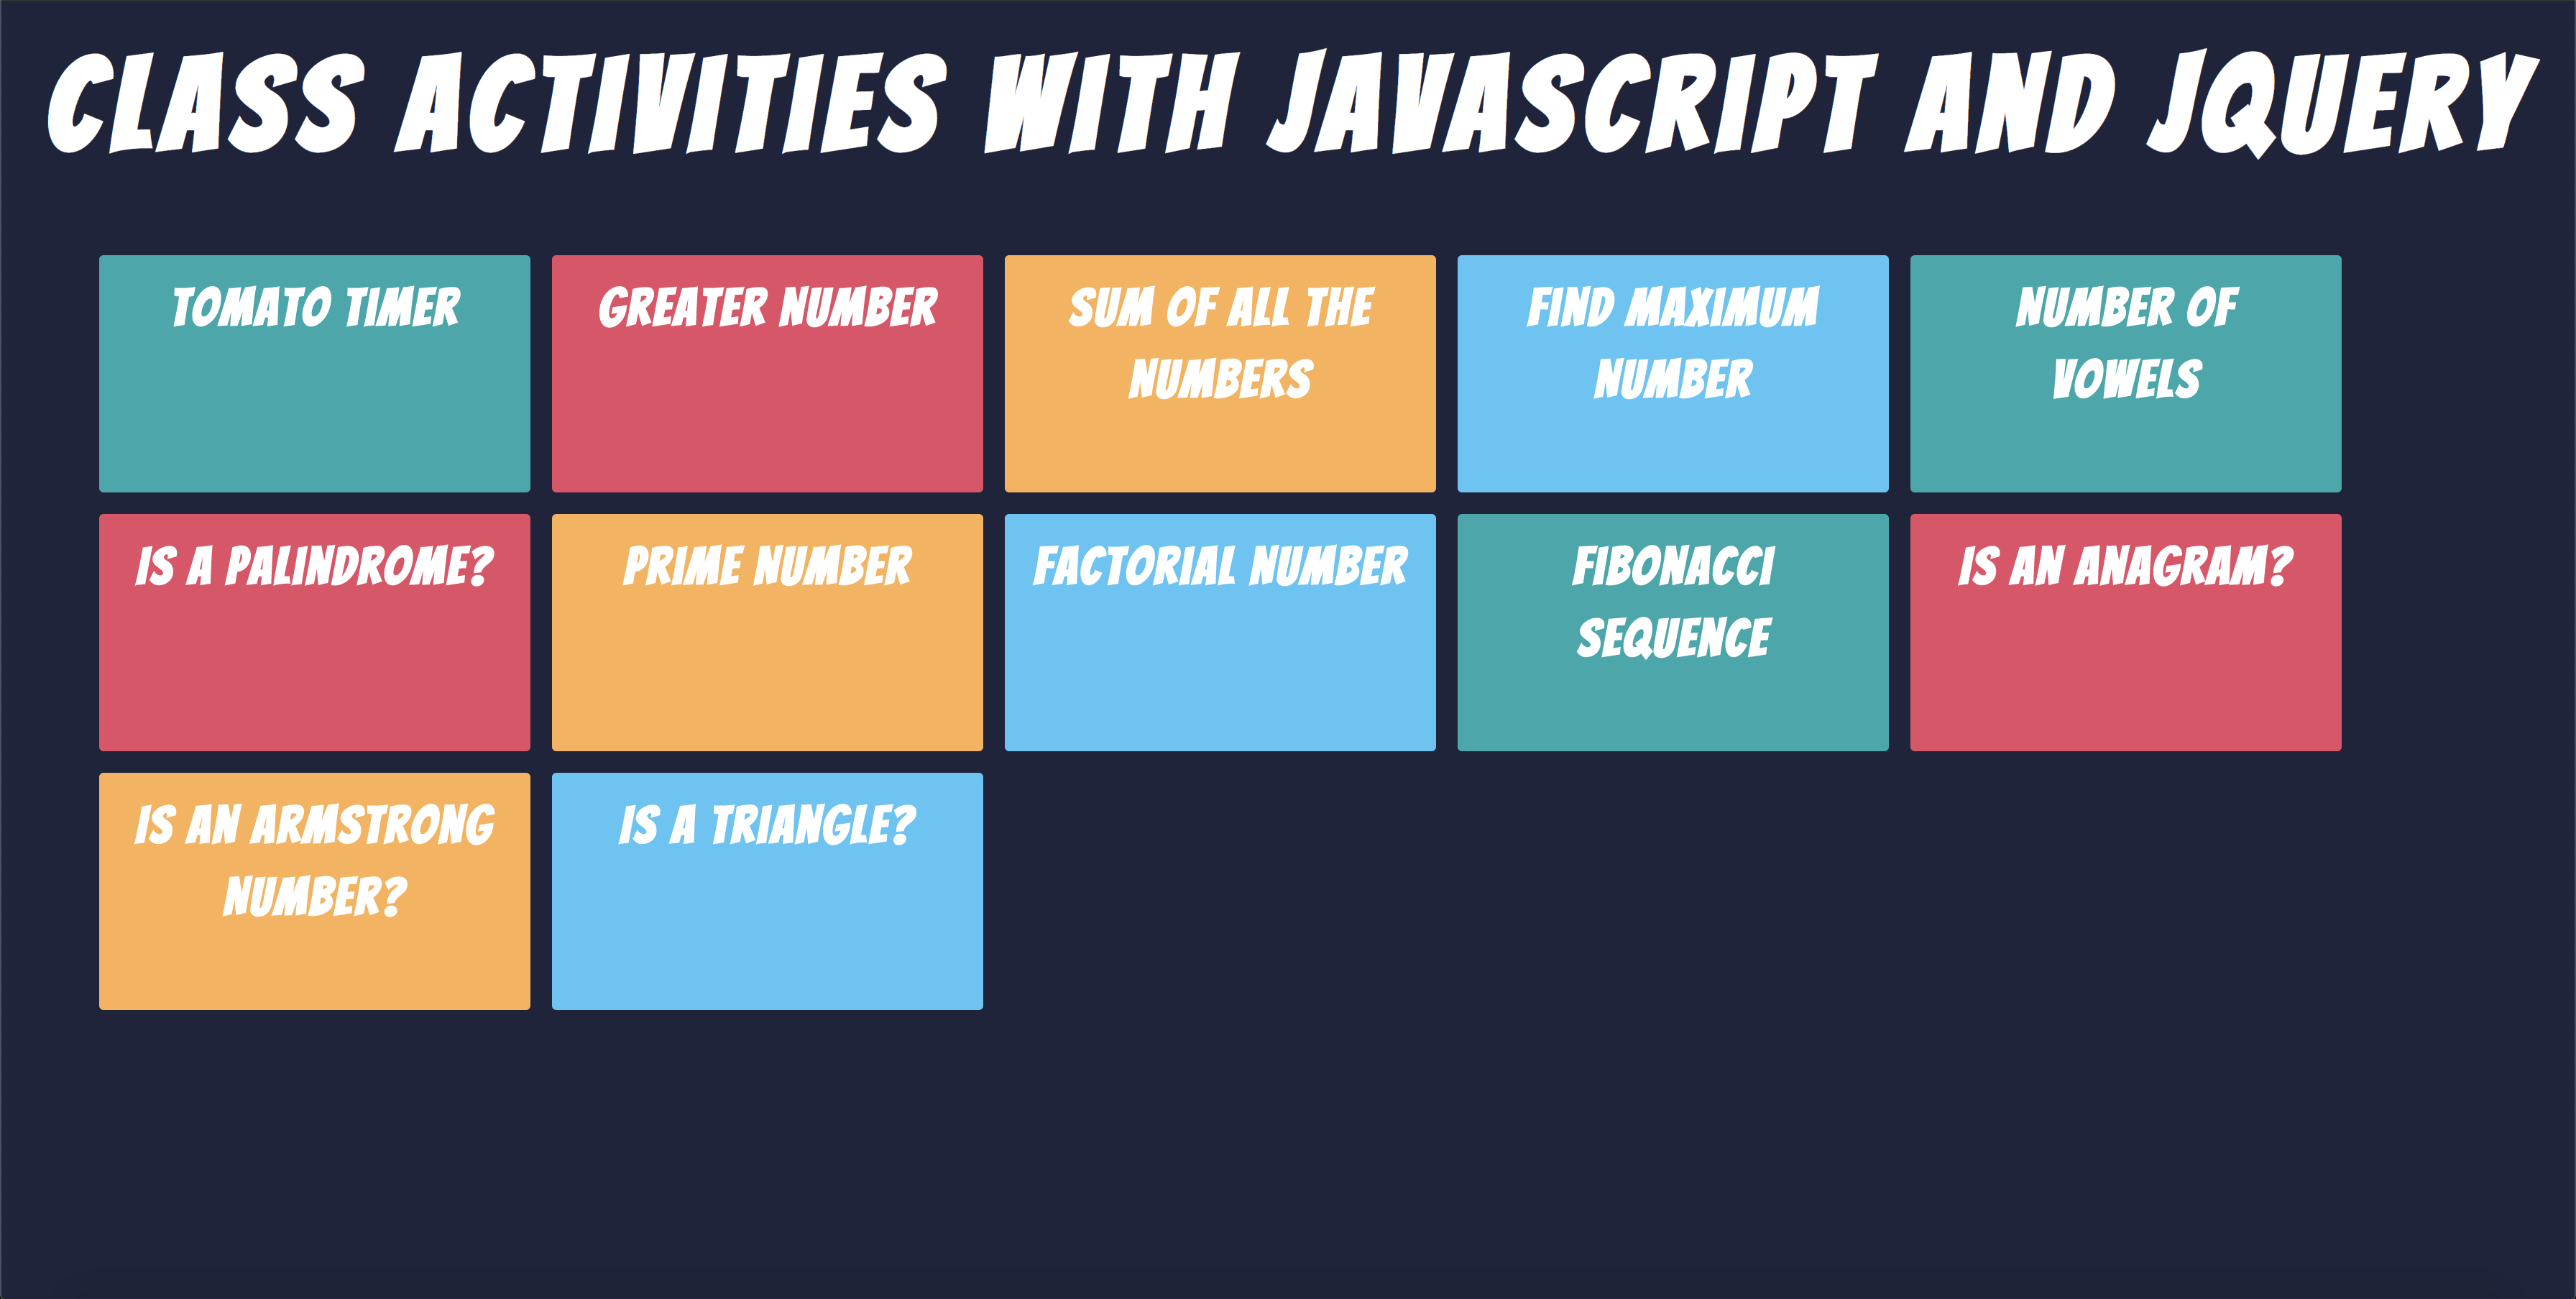 CLASS ACTIVITIES WITH JAVASCRIPT AND JQUERY
TOMATO TIMER
GREATER NUMBER
SUM OF ALL THE
NUMBERS
FIND MAXIMUM
NUMBER
NUMBER OF
VOWELS
IS A PALINDROME?
PRIME NUMBER
FACTORIAL NUMBER
FIBONACCI
SEQUENCE
IS AN ANAGRAM?
IS AN ARMSTRONG
NUMBER?
IS A TRIANGLE?